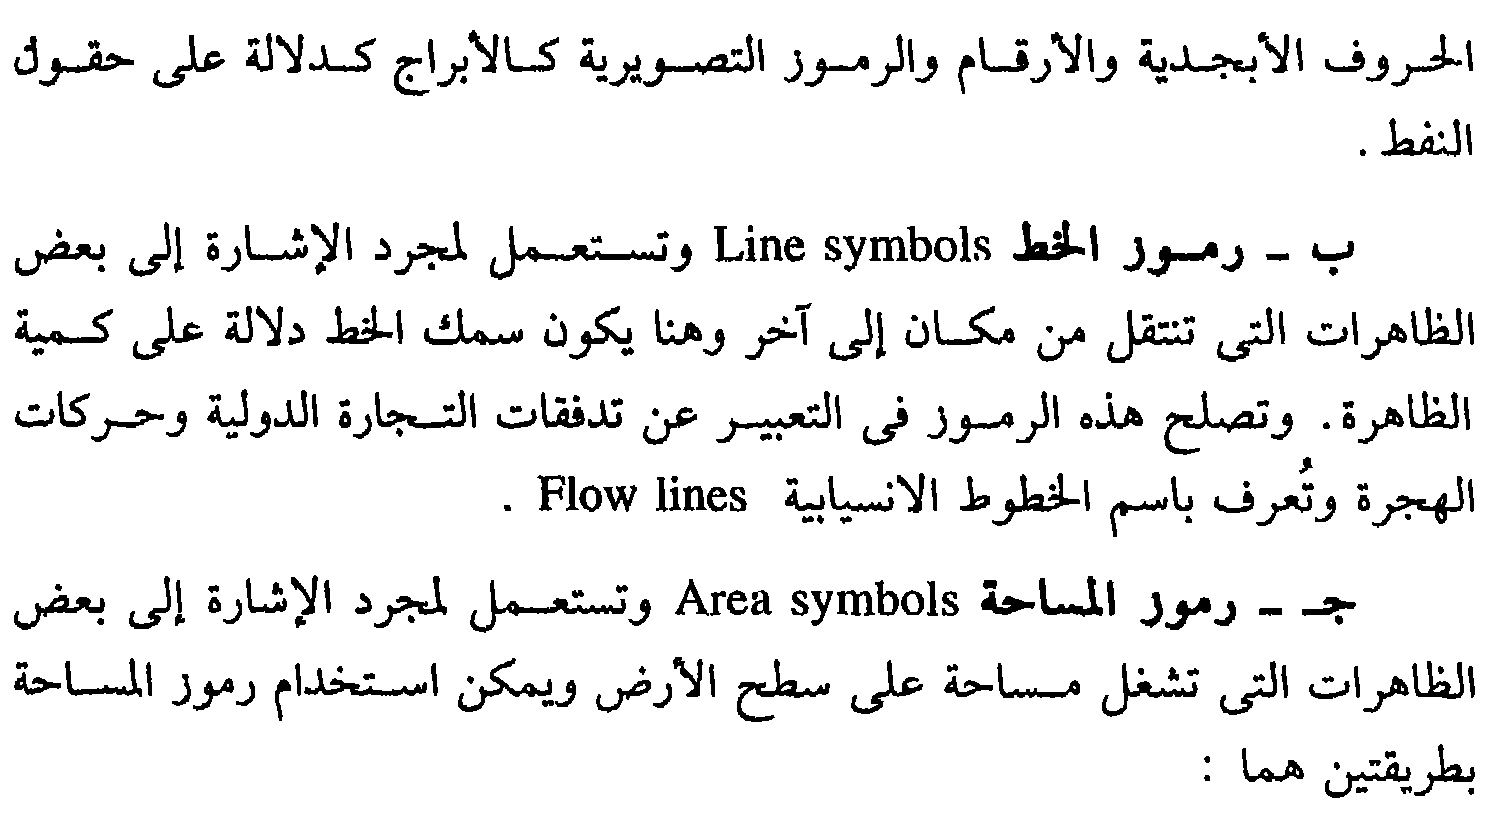 الحروف الأبجدية والأرقام والرموز التصويرية كالأبراج كدلالة على حقول
النفط .
ب ـ رموز الخط Line symbols وتستعمل لمجرد الإشارة إلى بعض
الظاهرات التى تنتقل من مكان إلى آخر وهنا يكون سمك الخط دلالة على كمية
الظاهرة . وتصلح هذه الرموز فى التعبير عن تدفقات التجارة الدولية وحركات
الهجرة وتُعرف باسم الخطوط الانسيابية Flow lines .
جـ ـ رموز المساحة Area symbols وتستعمل لمجرد الإشارة إلى بعض
الظاهرات التى تشغل مساحة على سطح الأرض ويمكن استخدام رموز المساحة
بطريقتين هما :